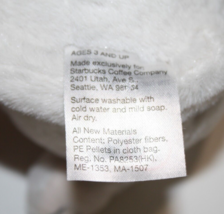 AGES 3 AND UP
Made exclusively for
Starbucks Coffee Company
2401 Utah, Ave S.
Seattle, WA 98134
Surface washable with
cold water and mild soap.
Air dry.
All New Materials
Content: Polyester fibers,
PE Pellets in cloth bag.
Reg. No. PA8253(HK),
ME-1353, MA-1507